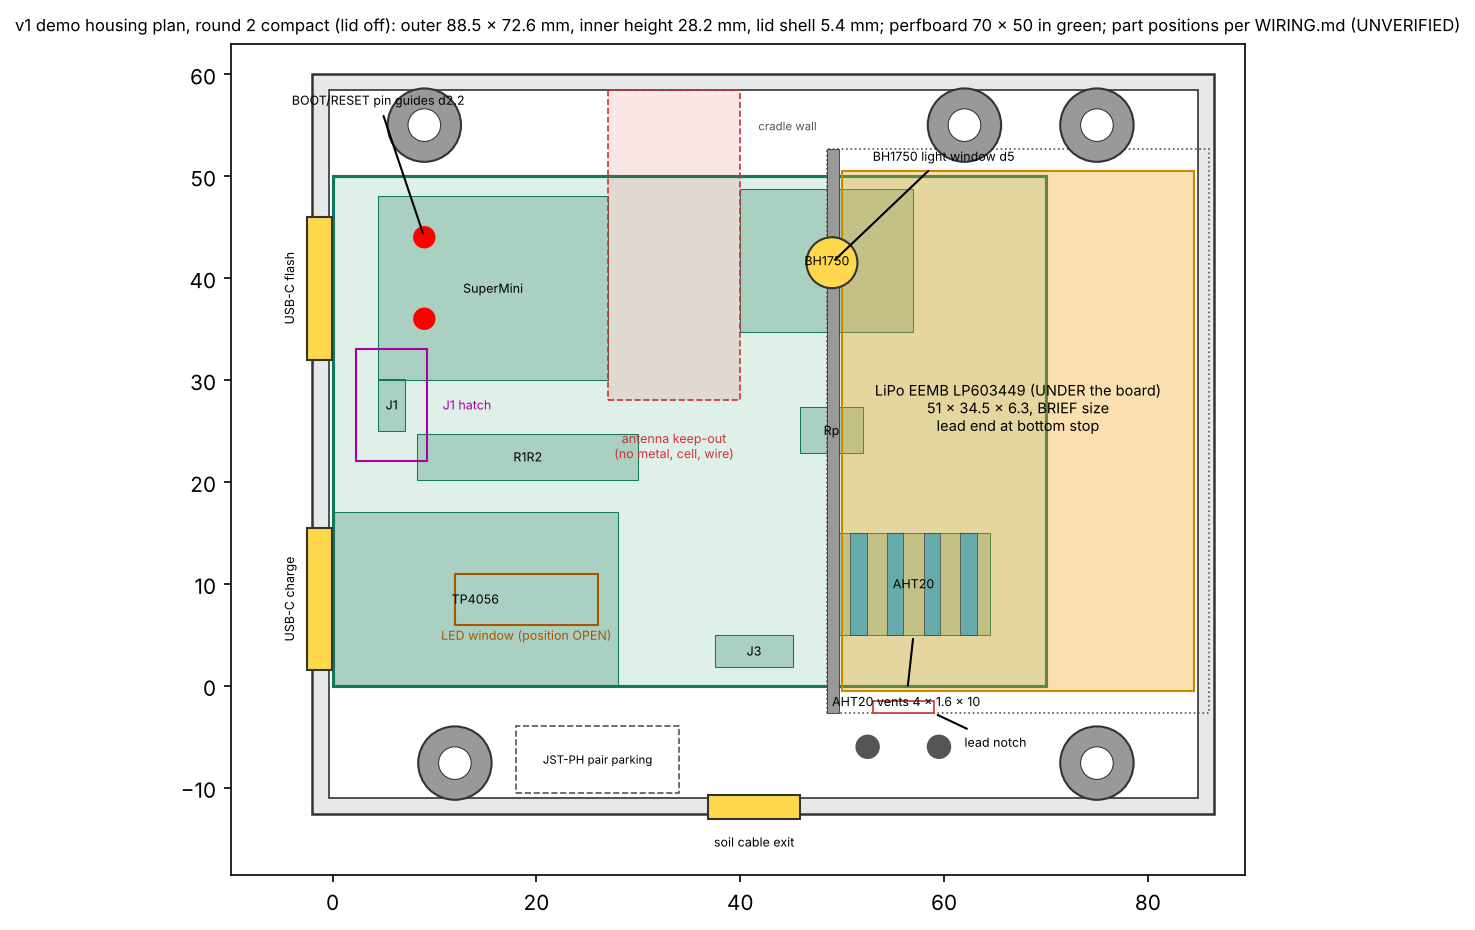 v1 demo housing plan, round 2 compact (lid off): outer 88.5 × 72.6 mm, inner height 28.2 mm, lid shell 5.4 mm; perfboard 70 × 50 in green; part positions per WIRING.md (UNVERIFIED)
60
50
40
30
20
10
0
−10
0
20
40
60
80
BOOT/RESET pin guides d2.2
cradle wall
BH1750 light window d5
USB-C flash
BH1750
SuperMini
J1
J1 hatch
LiPo EEMB LP603449 (UNDER the board)
51 × 34.5 × 6.3, BRIEF size
lead end at bottom stop
Rp
antenna keep-out
(no metal, cell, wire)
R1R2
USB-C charge
TP4056
LED window (position OPEN)
AHT20
J3
AHT20 vents 4 × 1.6 × 10
lead notch
JST-PH pair parking
soil cable exit